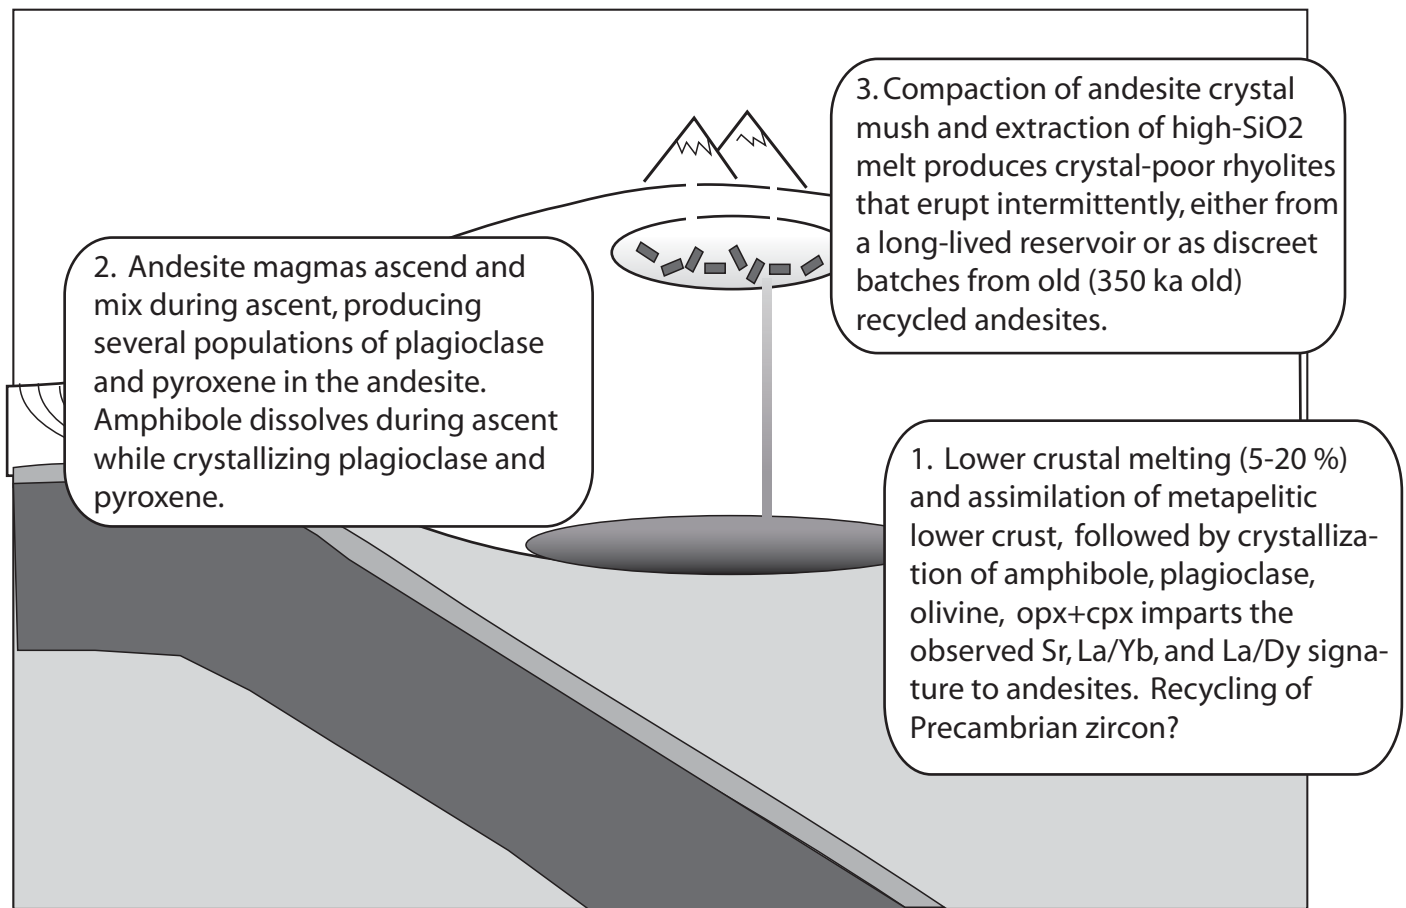 3. Compaction of andesite crystal
mush and extraction of high-SiO2
melt produces crystal-poor rhyolites
that erupt intermittently, either from
a long-lived reservoir or as discreet
batches from old (350 ka old)
recycled andesites.
2. Andesite magmas ascend and
mix during ascent, producing
several populations of plagioclase
and pyroxene in the andesite.
Amphibole dissolves during ascent
while crystallizing plagioclase and
pyroxene.
1. Lower crustal melting (5-20 %)
and assimilation of metapelitic
lower crust, followed by crystalliza-
tion of amphibole, plagioclase,
olivine, opx+cpx imparts the
observed Sr, La/Yb, and La/Dy signa-
ture to andesites. Recycling of
Precambrian zircon?